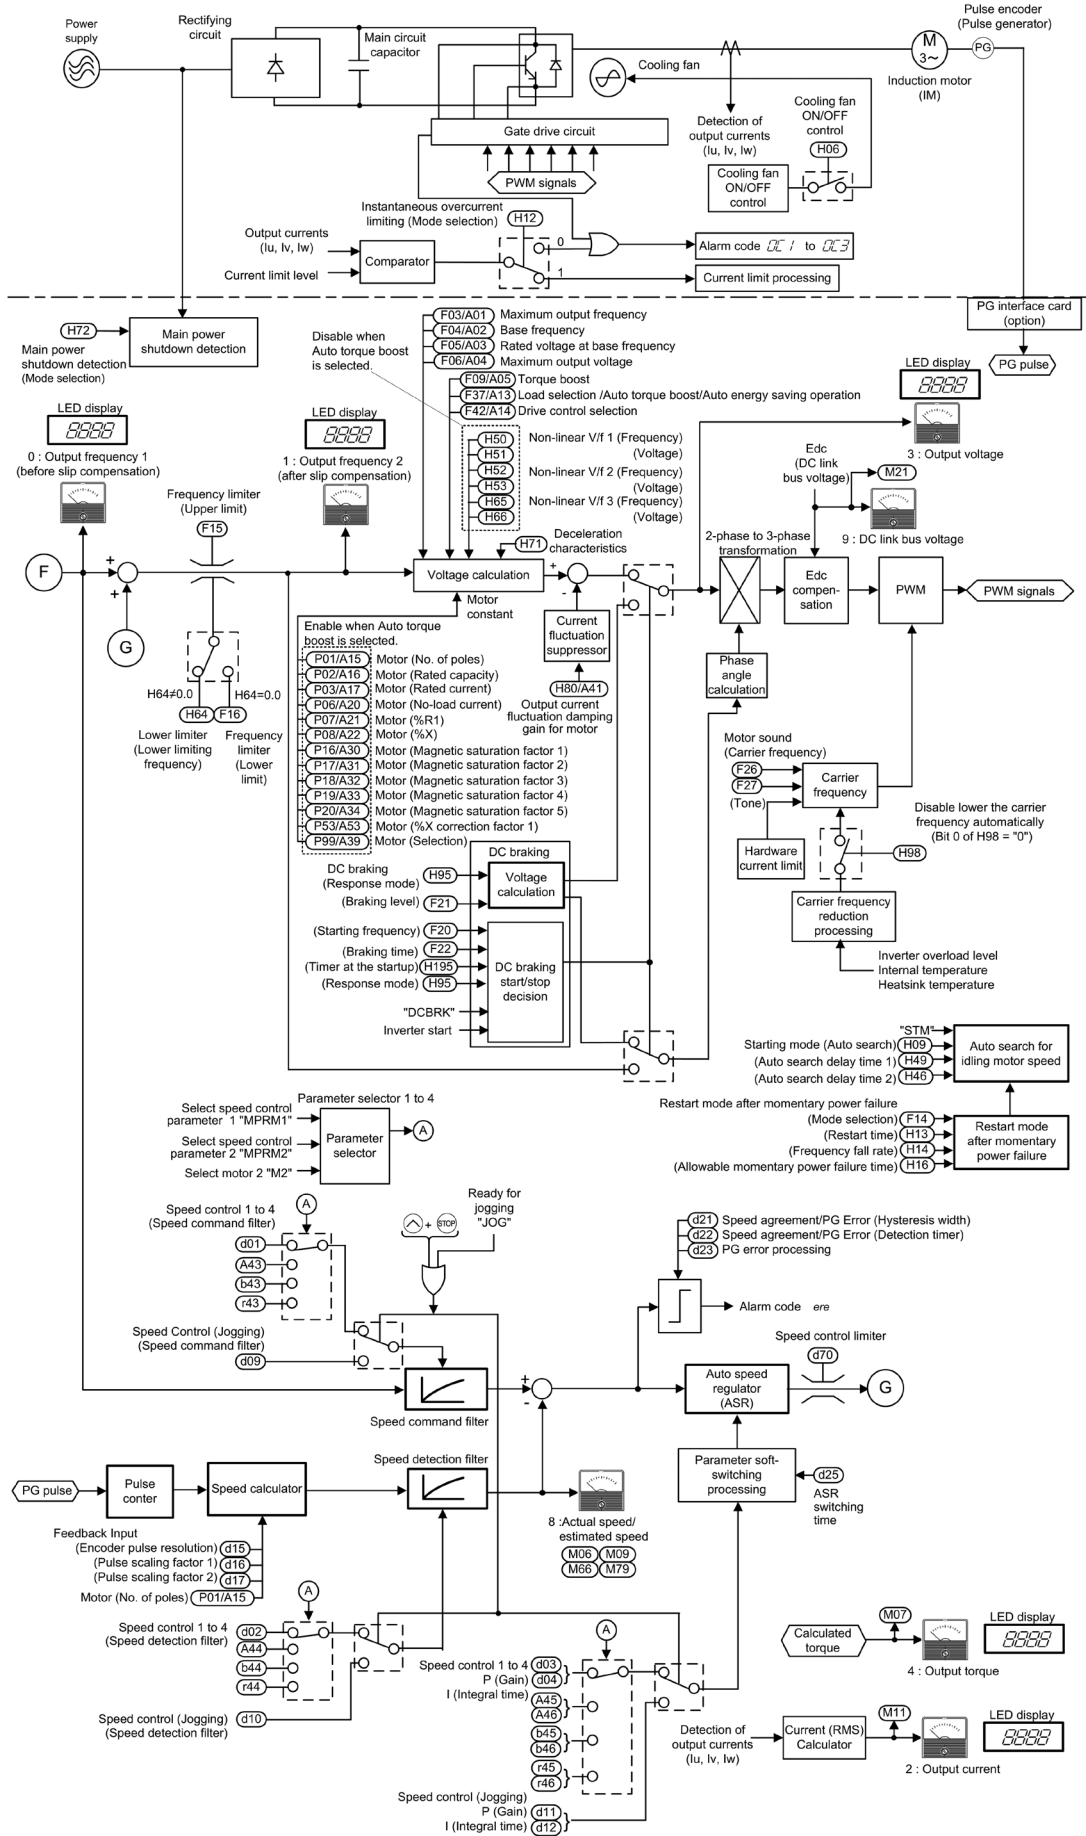 Power
supply
Rectifying
circuit
Main circuit
capacitor
Cooling fan
M
3~
PG
Pulse encoder
(Pulse generator)
Induction motor
(IM)
Gate drive circuit
PWM signals
Detection of
output currents
(Iu, Iv, Iw)
Cooling fan
ON/OFF
control
H06
Cooling fan
ON/OFF
control
Instantaneous overcurrent
limiting (Mode selection)
H12
Output currents
(Iu, Iv, Iw)
Current limit level
Comparator
0
1
Alarm code OC1 to OC3
Current limit processing
PG interface card
(option)
PG pulse
H72
Main power
shutdown detection
(Mode selection)
Main power
shutdown detection
Disable when
Auto torque boost
is selected.
F03/A01 Maximum output frequency
F04/A02 Base frequency
F05/A03 Rated voltage at base frequency
F06/A04 Maximum output voltage
F09/A05 Torque boost
F37/A13 Load selection /Auto torque boost/Auto energy saving operation
F42/A14 Drive control selection
H50 Non-linear V/f 1 (Frequency)
H51 (Voltage)
H52 Non-linear V/f 2 (Frequency)
H53 (Voltage)
H65 Non-linear V/f 3 (Frequency)
H66 (Voltage)
H71 Deceleration
characteristics
LED display
8888
3 : Output voltage
LED display
8888
0 : Output frequency 1
(before slip compensation)
LED display
8888
1 : Output frequency 2
(after slip compensation)
Edc
(DC link
bus voltage)
M21
9 : DC link bus voltage
Frequency limiter
(Upper limit)
F15
F
+
+
G
Voltage calculation
Motor
constant
+
-
2-phase to 3-phase
transformation
Edc
compen-
sation
PWM
PWM signals
Current
fluctuation
suppressor
H80/A41
Output current
fluctuation damping
gain for motor
Phase
angle
calculation
H64≠0.0
H64=0.0
H64
F16
Lower limiter
(Lower limiting
frequency)
Frequency
limiter
(Lower
limit)
Enable when Auto torque
boost is selected.
P01/A15 Motor (No. of poles)
P02/A16 Motor (Rated capacity)
P03/A17 Motor (Rated current)
P06/A20 Motor (No-load current)
P07/A21 Motor (%R1)
P08/A22 Motor (%X)
P16/A30 Motor (Magnetic saturation factor 1)
P17/A31 Motor (Magnetic saturation factor 2)
P18/A32 Motor (Magnetic saturation factor 3)
P19/A33 Motor (Magnetic saturation factor 4)
P20/A34 Motor (Magnetic saturation factor 5)
P53/A53 Motor (%X correction factor 1)
P99/A39 Motor (Selection)
Motor sound
(Carrier frequency)
F26
F27
(Tone)
Carrier
frequency
Hardware
current limit
Disable lower the carrier
frequency automatically
(Bit 0 of H98 = "0")
H98
Carrier frequency
reduction
processing
Inverter overload level
Internal temperature
Heatsink temperature
DC braking
DC braking
(Response mode)
H95
(Braking level)
F21
Voltage
calculation
(Starting frequency) F20
(Braking time) F22
(Timer at the startup) H195
(Response mode) H95
"DCBRK"
Inverter start
DC braking
start/stop
decision
"STM"
Starting mode (Auto search) H09
(Auto search delay time 1) H49
(Auto search delay time 2) H46
Auto search for
idling motor speed
Restart mode after momentary power failure
(Mode selection) F14
(Restart time) H13
(Frequency fall rate) H14
(Allowable momentary power failure time) H16
Restart mode
after momentary
power failure
Parameter selector 1 to 4
Select speed control
parameter 1 "MPRM1"
Select speed control
parameter 2 "MPRM2"
Select motor 2 "M2"
Parameter
selector
A
Speed control 1 to 4
(Speed command filter)
A
d01
A43
b43
r43
+
STOP
Ready for
jogging
"JOG"
Speed Control (Jogging)
(Speed command filter)
d09
Speed command filter
d21 Speed agreement/PG Error (Hysteresis width)
d22 Speed agreement/PG Error (Detection timer)
d23 PG error processing
Alarm code ere
Speed control limiter
d70
+
-
Auto speed
regulator
(ASR)
G
Parameter soft-
switching
processing
d25
ASR
switching
time
Speed detection filter
PG pulse
Pulse
conter
Speed calculator
8 :Actual speed/
estimated speed
M06 M09
M66 M79
Feedback Input
(Encoder pulse resolution) d15
(Pulse scaling factor 1) d16
(Pulse scaling factor 2) d17
Motor (No. of poles) P01/A15
A
Speed control 1 to 4
(Speed detection filter)
d02
A44
b44
r44
Speed control (Jogging)
(Speed detection filter)
d10
A
Speed control 1 to 4
P (Gain)
I (Integral time)
d03
d04
A45
A46
b45
b46
r45
r46
Speed control (Jogging)
P (Gain) d11
I (Integral time) d12
Calculated
torque
M07
LED display
8888
4 : Output torque
Detection of
output currents
(Iu, Iv, Iw)
Current (RMS)
Calculator
M11
LED display
8888
2 : Output current